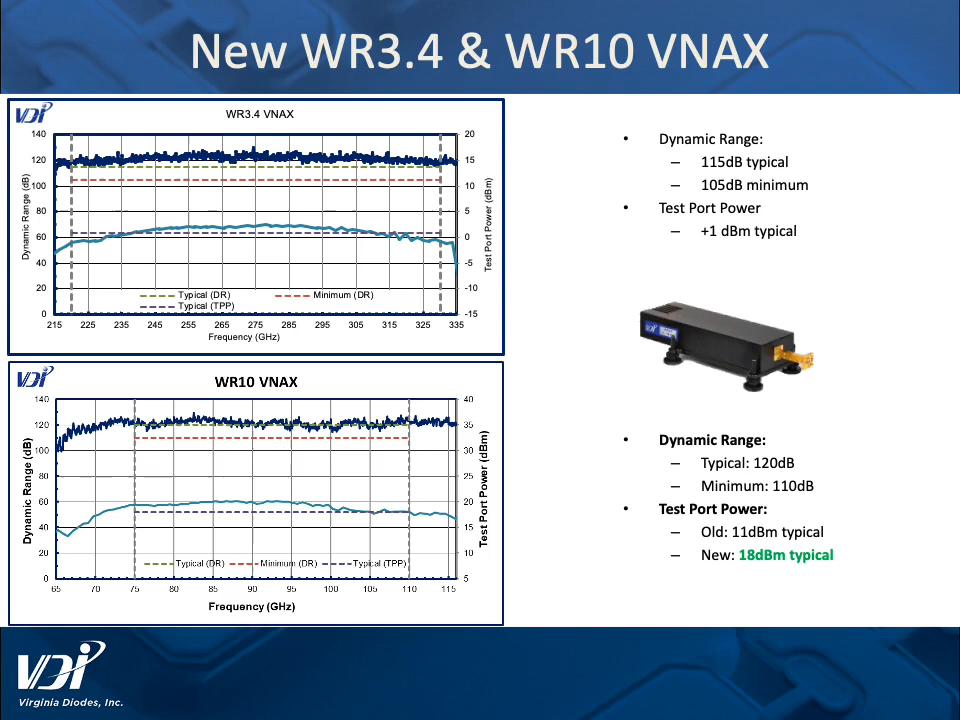 New WR3.4 & WR10 VNAX
VDI
WR3.4 VNAX
140
120
100
80
60
40
20
0
Dynamic Range (dB)
20
15
10
5
0
-5
-10
-15
Test Port Power (dBm)
Typical (DR) Minimum (DR)
Typical (TPP)
215 225 235 245 255 265 275 285 295 305 315 325 335
Frequency (GHz)
• Dynamic Range:
– 115dB typical
– 105dB minimum
• Test Port Power
– +1 dBm typical
VDI
VDI
WR10 VNAX
140
120
100
80
60
40
20
0
Dynamic Range (dB)
40
35
30
25
20
15
10
5
Test Port Power (dBm)
Typical (DR) Minimum (DR) Typical (TPP)
65 70 75 80 85 90 95 100 105 110 115
Frequency (GHz)
• Dynamic Range:
– Typical: 120dB
– Minimum: 110dB
• Test Port Power:
– Old: 11dBm typical
– New: 18dBm typical
VDI
Virginia Diodes, Inc.